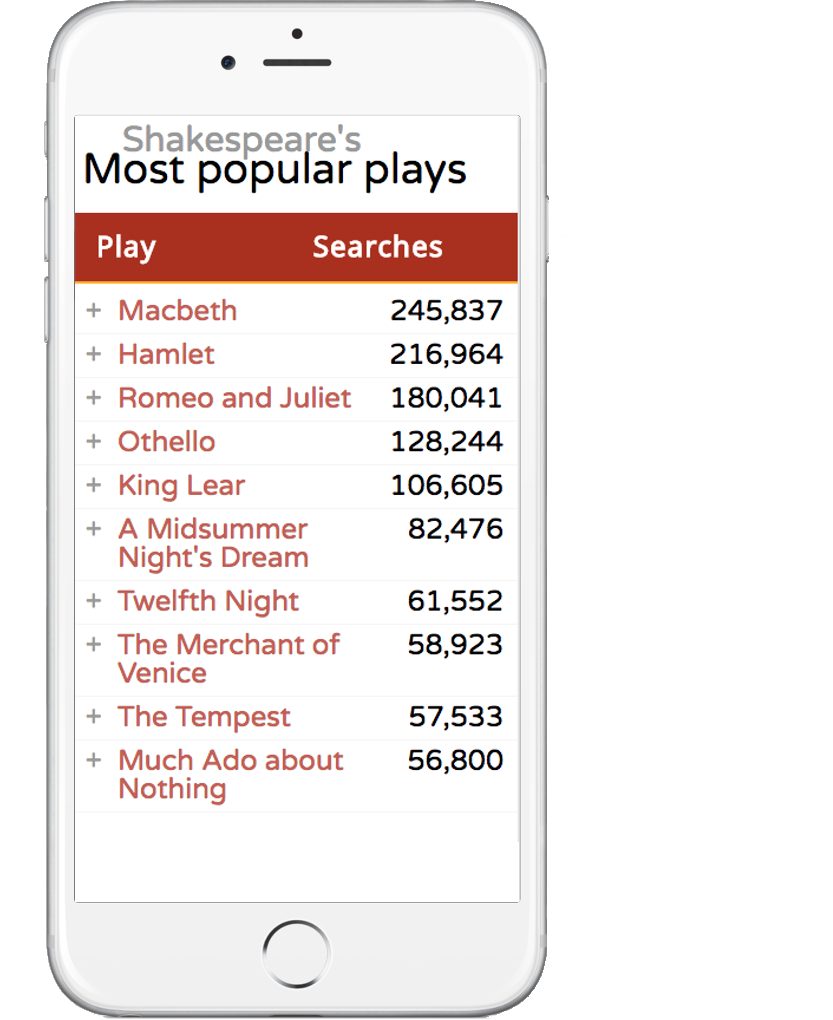 Shakespeare's
Most popular plays
Play Searches
+ Macbeth 245,837
+ Hamlet 216,964
+ Romeo and Juliet 180,041
+ Othello 128,244
+ King Lear 106,605
+ A Midsummer 82,476
Night's Dream
+ Twelfth Night 61,552
+ The Merchant of 58,923
Venice
+ The Tempest 57,533
+ Much Ado about 56,800
Nothing